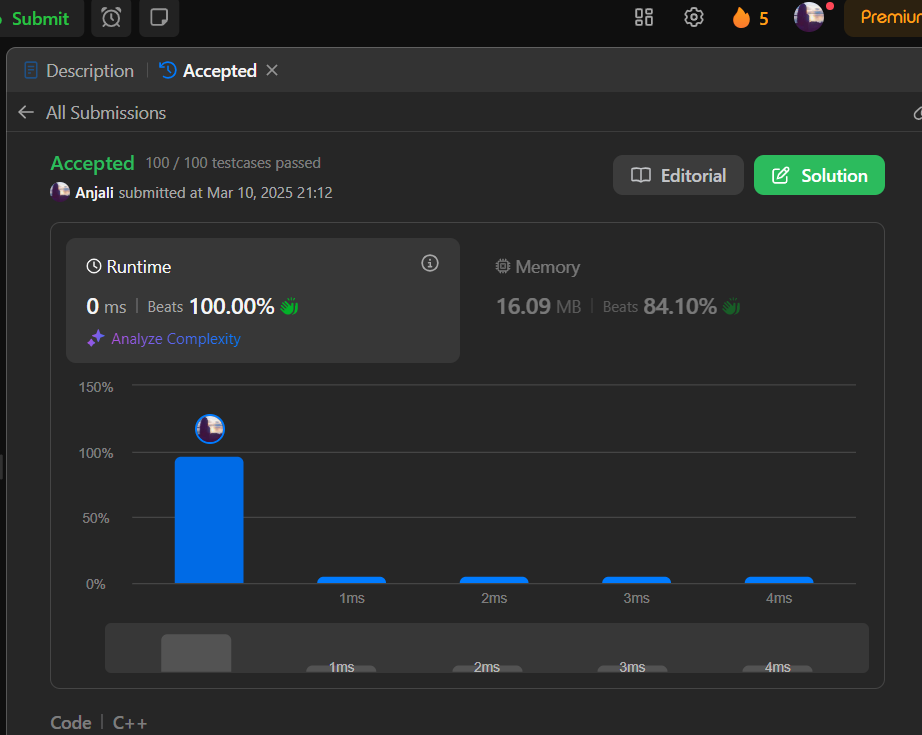 Submit 5 Premium
Description Accepted
All Submissions
Accepted 100 / 100 testcases passed
Anjali submitted at Mar 10, 2025 21:12
Editorial Solution
Runtime
0 ms Beats 100.00%
Analyze Complexity
Memory
16.09 MB Beats 84.10%
150%
100%
50%
0%
1ms 2ms 3ms 4ms
1ms 2ms 3ms 4ms
Code C++